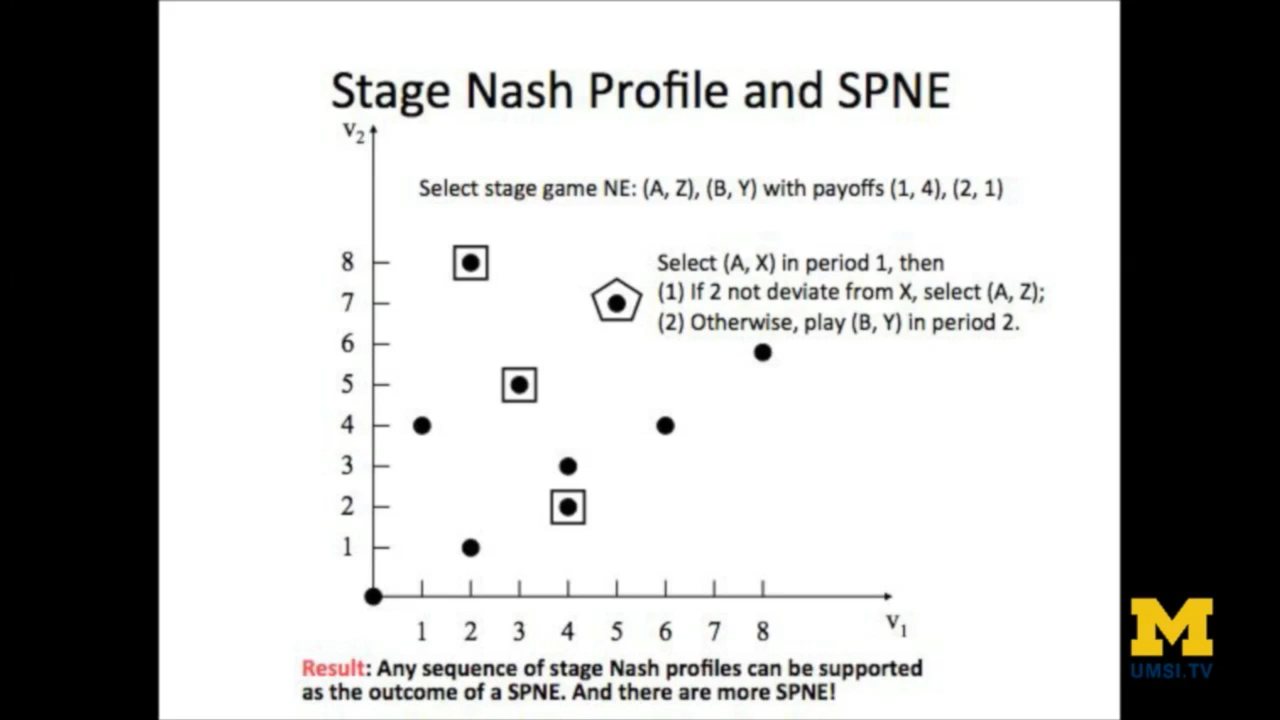 Stage Nash Profile and SPNE
v2
Select stage game NE: (A, Z), (B, Y) with payoffs (1, 4), (2, 1)
8
Select (A, X) in period 1, then
7
(1) If 2 not deviate from X, select (A, Z);
(2) Otherwise, play (B, Y) in period 2.
6
5
4
3
2
1
1 2 3 4 5 6 7 8
v1
Result: Any sequence of stage Nash profiles can be supported
as the outcome of a SPNE. And there are more SPNE!
M
UMSI.TV